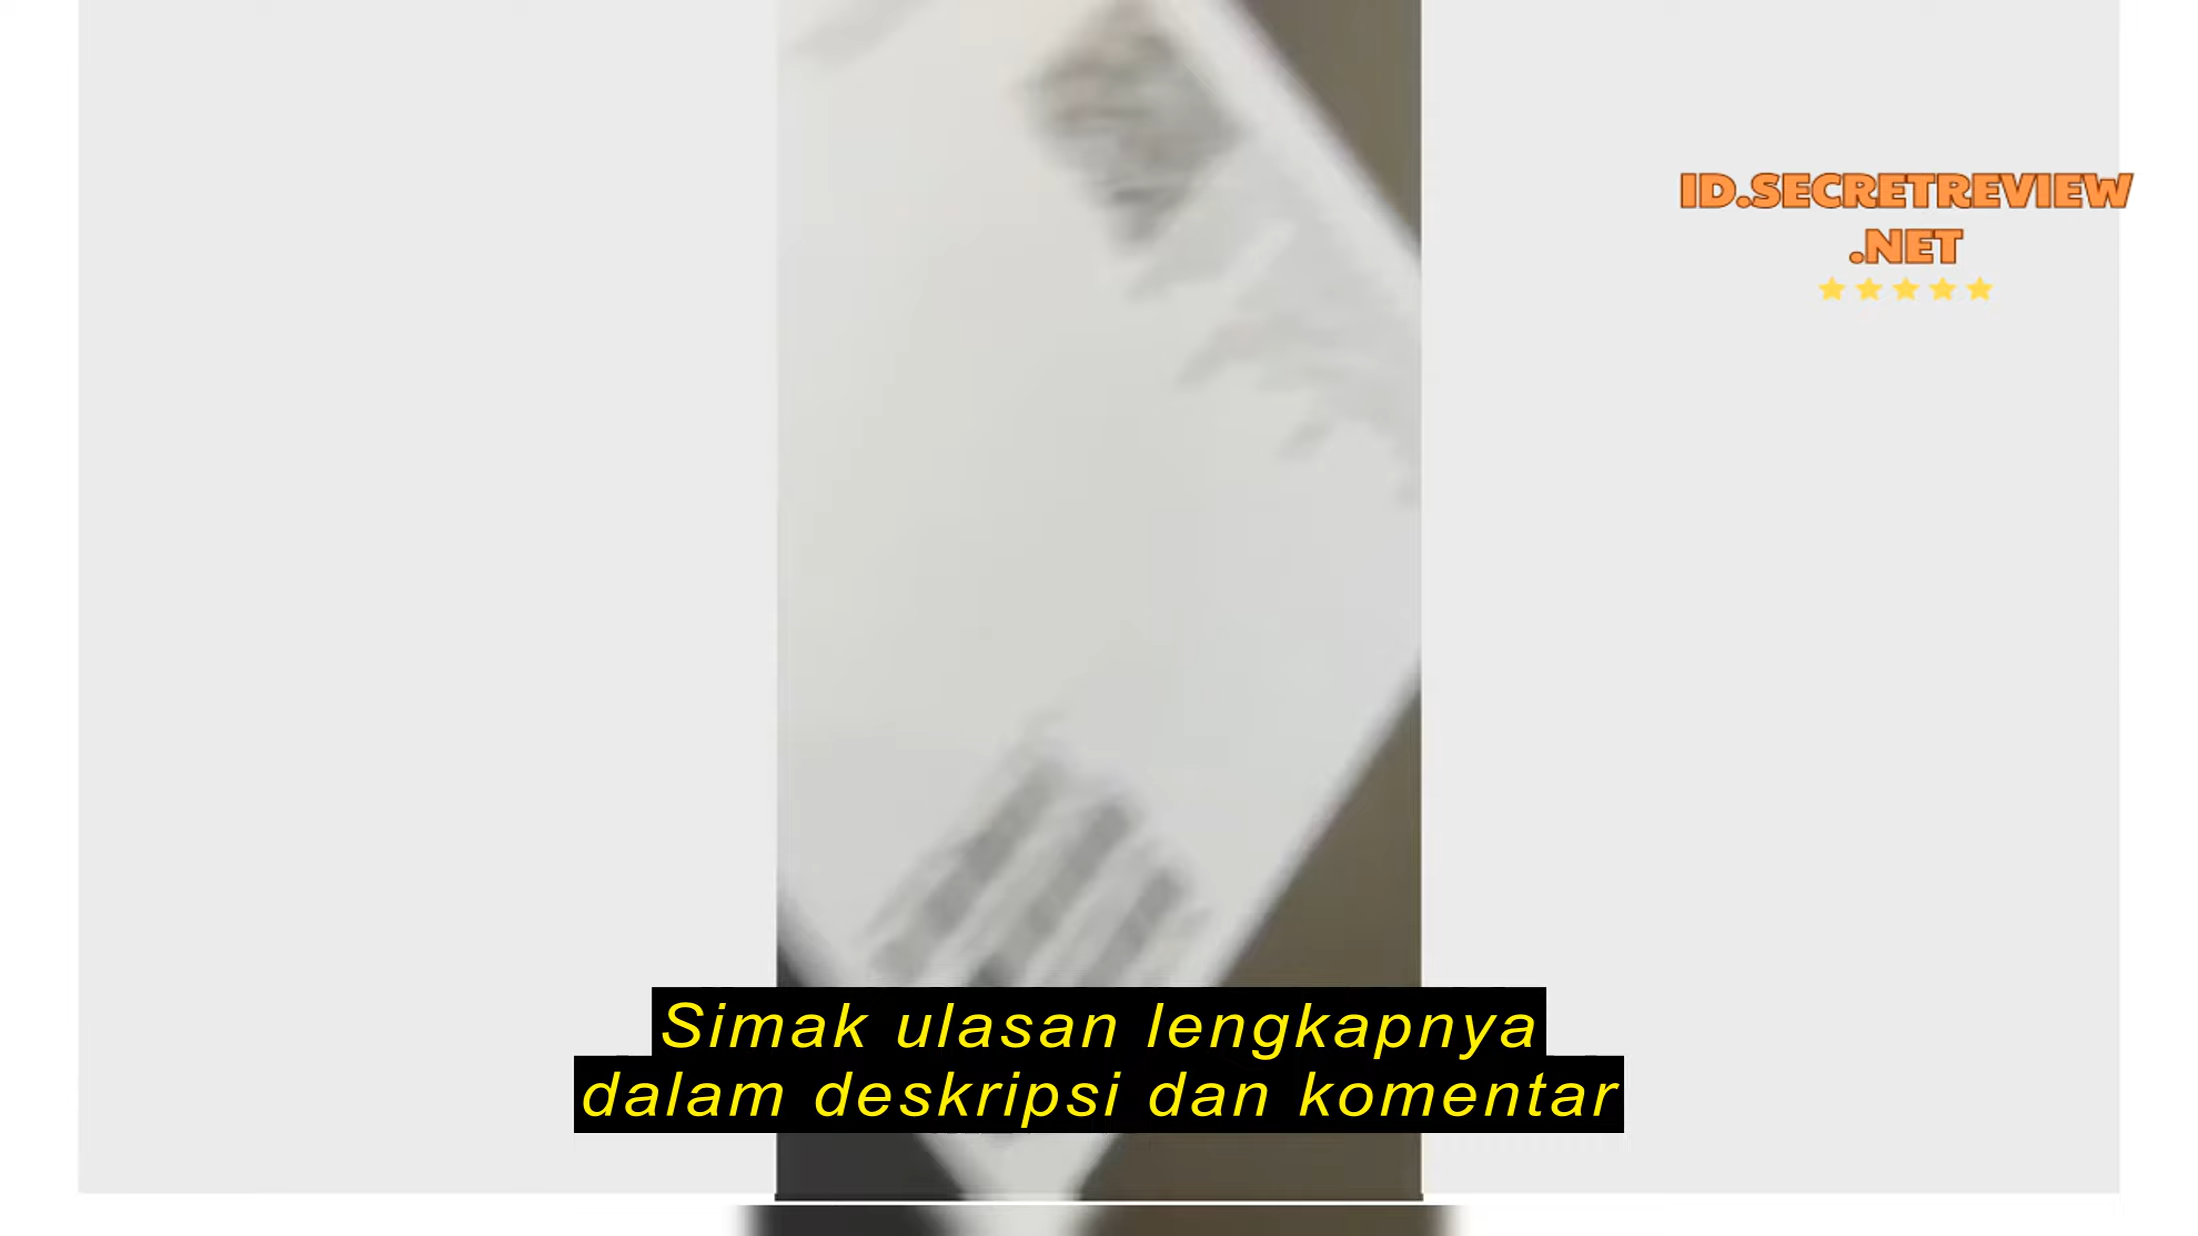 ID.SECRETREVIEW
.NET
Simak ulasan lengkapnya
dalam deskripsi dan komentar